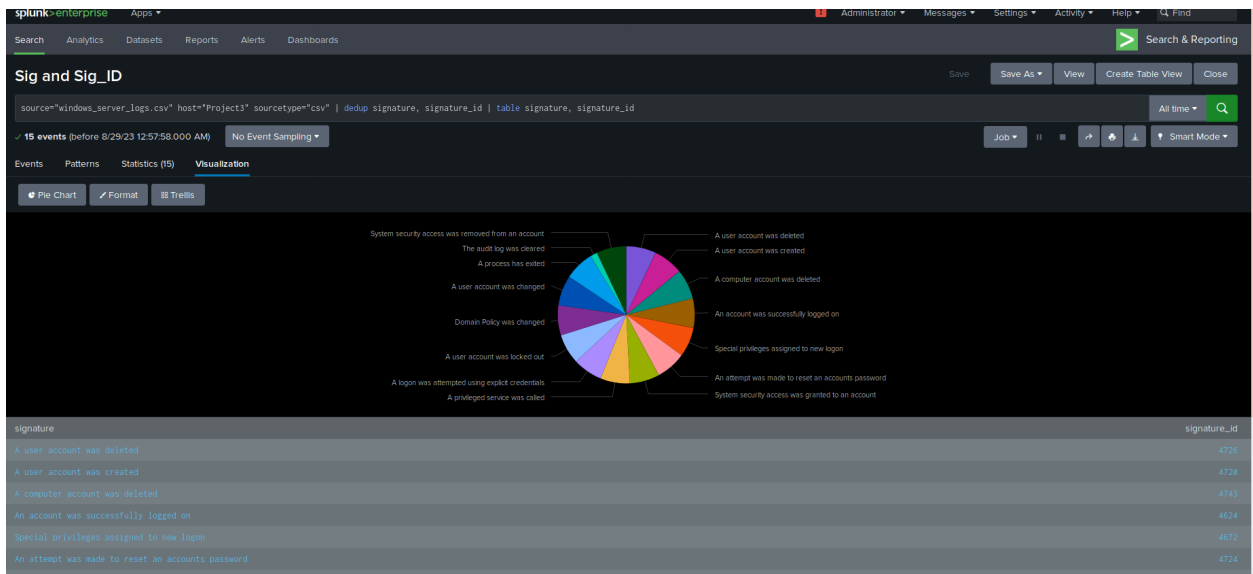 splunk>enterprise Apps ▾ ! Administrator ▾ Messages ▾ Settings ▾ Activity ▾ Help ▾ Find
Search Analytics Datasets Reports Alerts Dashboards > Search & Reporting
Sig and Sig_ID Save Save As ▾ View Create Table View Close
source="windows_server_logs.csv" host="Project3" sourcetype="csv" | dedup signature, signature_id | table signature, signature_id All time ▾
✓ 15 events (before 8/29/23 12:57:58.000 AM) No Event Sampling ▾ Job ▾ Smart Mode ▾
Events Patterns Statistics (15) Visualization
Pie Chart Format Trellis
System security access was removed from an account
The audit log was cleared
A process has exited
A user account was changed
Domain Policy was changed
A user account was locked out
A logon was attempted using explicit credentials
A privileged service was called
A user account was deleted
A user account was created
A computer account was deleted
An account was successfully logged on
Special privileges assigned to new logon
An attempt was made to reset an accounts password
System security access was granted to an account
signature signature_id
A user account was deleted 4726
A user account was created 4720
A computer account was deleted 4743
An account was successfully logged on 4624
Special privileges assigned to new logon 4672
An attempt was made to reset an accounts password 4724